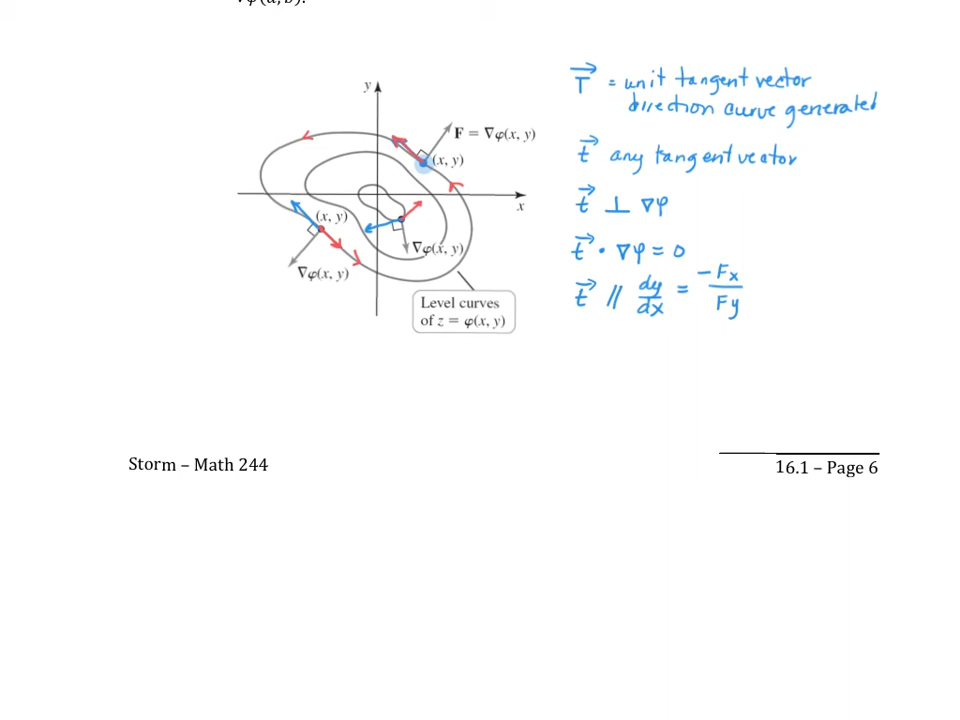 ∇φ(a, b).
y
F = ∇φ(x, y)
(x, y)
x
(x, y)
∇φ(x, y)
∇φ(x, y)
Level curves
of z = φ(x, y)
T⃗ = unit tangent vector
direction curve generated
t⃗ any tangent vector
t⃗ ⊥ ∇φ
t⃗ · ∇φ = 0
t⃗ // dy/dx = -Fx/Fy
Storm – Math 244
16.1 – Page 6